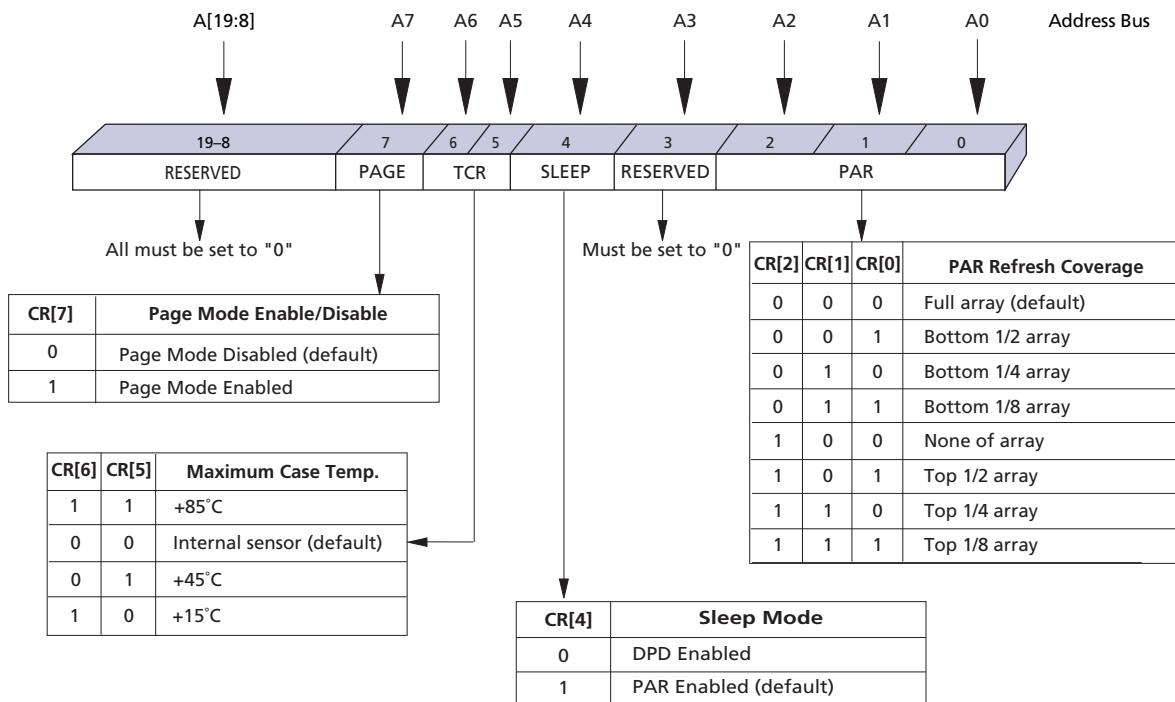 A[19:8] A7 A6 A5 A4 A3 A2 A1 A0 Address Bus
19–8 7 6 5 4 3 2 1 0
RESERVED PAGE TCR SLEEP RESERVED PAR
All must be set to "0"
Must be set to "0"
CR[7] Page Mode Enable/Disable
0 Page Mode Disabled (default)
1 Page Mode Enabled
CR[2] CR[1] CR[0] PAR Refresh Coverage
0 0 0 Full array (default)
0 0 1 Bottom 1/2 array
0 1 0 Bottom 1/4 array
0 1 1 Bottom 1/8 array
1 0 0 None of array
1 0 1 Top 1/2 array
1 1 0 Top 1/4 array
1 1 1 Top 1/8 array
CR[6] CR[5] Maximum Case Temp.
1 1 +85˚C
0 0 Internal sensor (default)
0 1 +45˚C
1 0 +15˚C
CR[4] Sleep Mode
0 DPD Enabled
1 PAR Enabled (default)